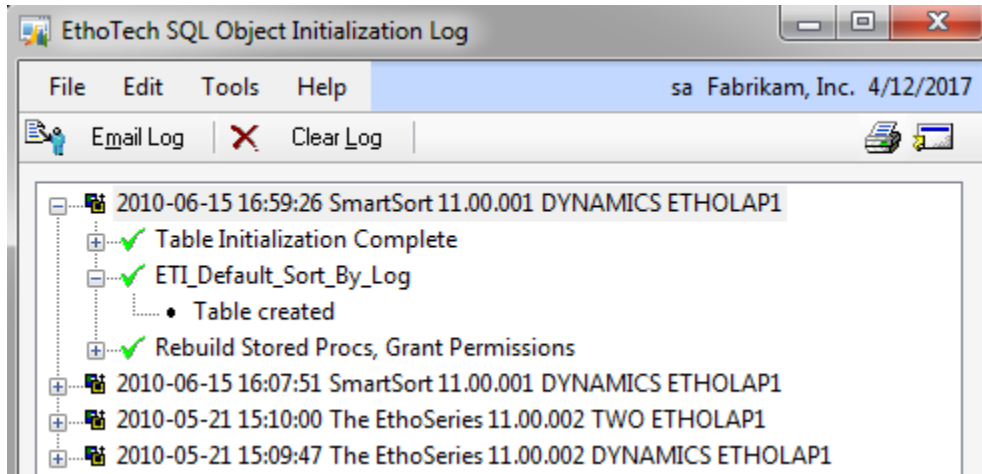 EthoTech SQL Object Initialization Log
File Edit Tools Help sa Fabrikam, Inc. 4/12/2017
Email Log Clear Log
2010-06-15 16:59:26 SmartSort 11.00.001 DYNAMICS ETHOLAP1
Table Initialization Complete
ETI_Default_Sort_By_Log
Table created
Rebuild Stored Procs, Grant Permissions
2010-06-15 16:07:51 SmartSort 11.00.001 DYNAMICS ETHOLAP1
2010-05-21 15:10:00 The EthoSeries 11.00.002 TWO ETHOLAP1
2010-05-21 15:09:47 The EthoSeries 11.00.002 DYNAMICS ETHOLAP1